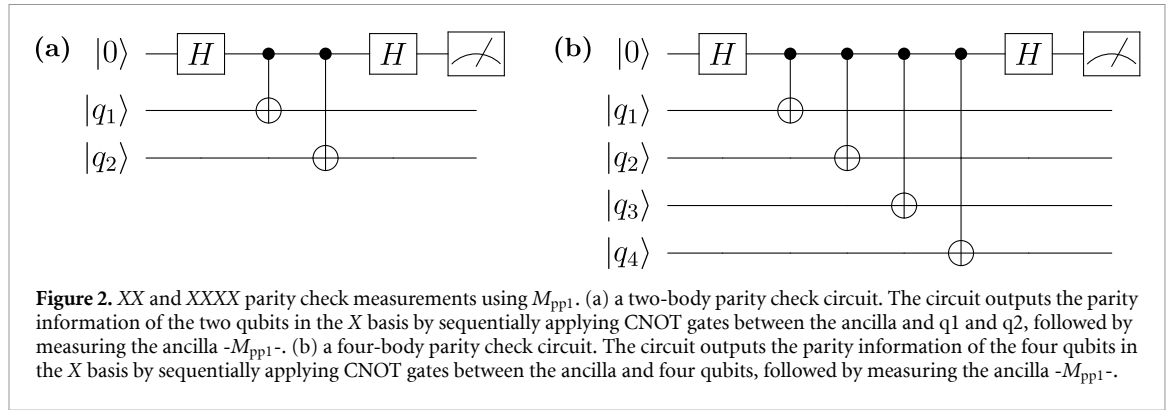 (a) |0⟩ H H
|q₁⟩
|q₂⟩
(b) |0⟩ H H
|q₁⟩
|q₂⟩
|q₃⟩
|q₄⟩
Figure 2. XX and XXXX parity check measurements using Mpp1. (a) a two-body parity check circuit. The circuit outputs the parity
information of the two qubits in the X basis by sequentially applying CNOT gates between the ancilla and q1 and q2, followed by
measuring the ancilla -Mpp1-. (b) a four-body parity check circuit. The circuit outputs the parity information of the four qubits in
the X basis by sequentially applying CNOT gates between the ancilla and four qubits, followed by measuring the ancilla -Mpp1-.